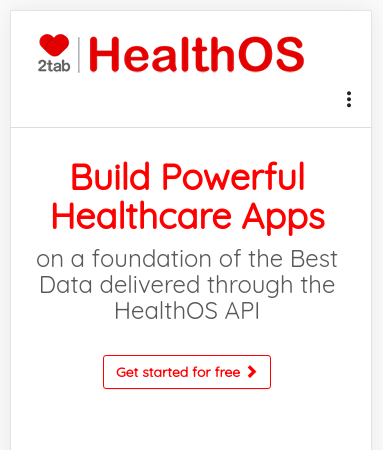 2tab
HealthOS
Build Powerful
Healthcare Apps
on a foundation of the Best
Data delivered through the
HealthOS API
Get started for free